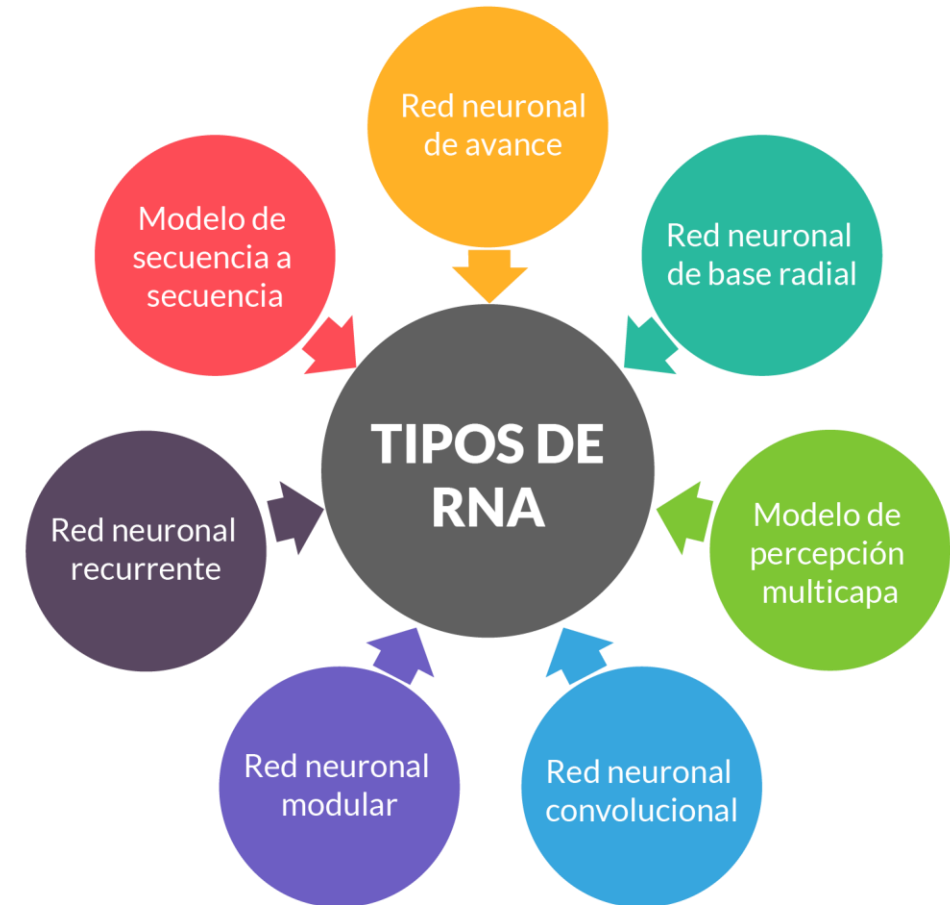 Red neuronal
de avance
Red neuronal
de base radial
Modelo de
percepción
multicapa
Red neuronal
convolucional
Red neuronal
modular
Red neuronal
recurrente
Modelo de
secuencia a
secuencia
TIPOS DE
RNA